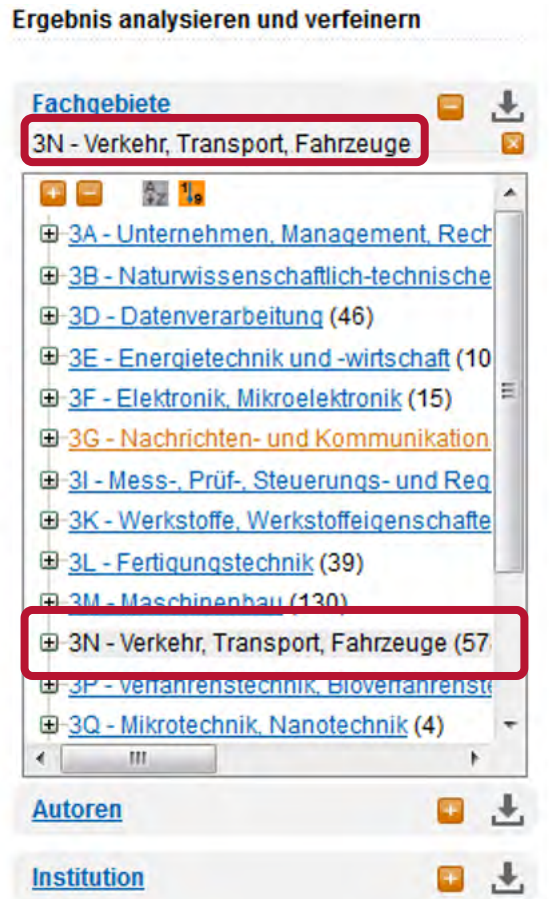 Ergebnis analysieren und verfeinern
Fachgebiete
3N - Verkehr, Transport, Fahrzeuge
3A - Unternehmen, Management, Rech
3B - Naturwissenschaftlich-technische
3D - Datenverarbeitung (46)
3E - Energietechnik und -wirtschaft (10
3F - Elektronik, Mikroelektronik (15)
3G - Nachrichten- und Kommunikation
3I - Mess-, Prüf-, Steuerungs- und Reg
3K - Werkstoffe, Werkstoffeigenschafte
3L - Fertigungstechnik (39)
3M - Maschinenbau (130)
3N - Verkehr, Transport, Fahrzeuge (57
3P - Verfahrenstechnik, Bioverfahrenste
3Q - Mikrotechnik, Nanotechnik (4)
Autoren
Institution